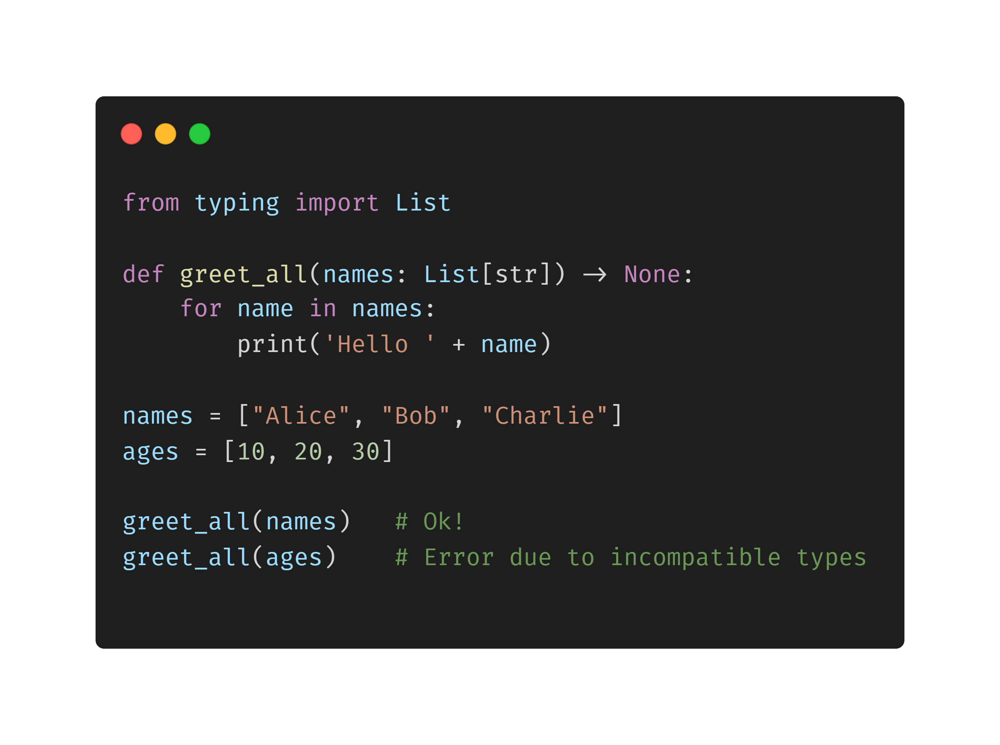 from typing import List
def greet_all(names: List[str]) -> None:
    for name in names:
        print('Hello ' + name)
names = ["Alice", "Bob", "Charlie"]
ages = [10, 20, 30]
greet_all(names)   # Ok!
greet_all(ages)    # Error due to incompatible types